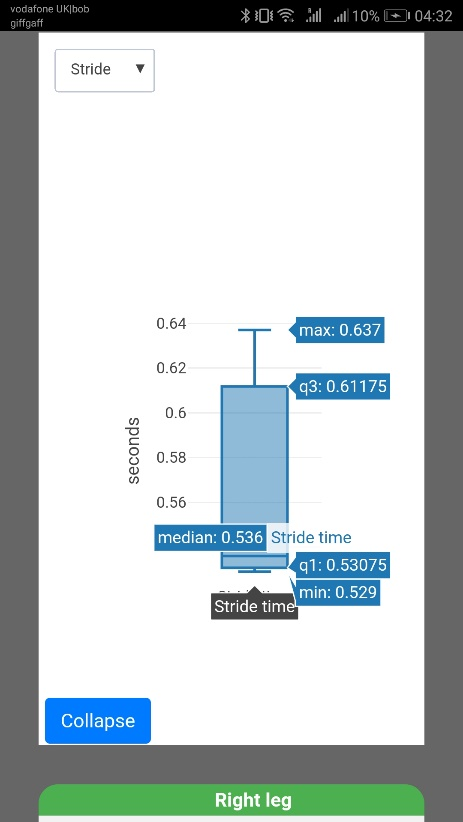 vodafone UK|bob
giffgaff
10%
04:32
Stride
0.64
max: 0.637
0.62
q3: 0.61175
0.6
seconds
0.58
0.56
median: 0.536
Stride time
q1: 0.53075
min: 0.529
Stride time
Collapse
Right leg